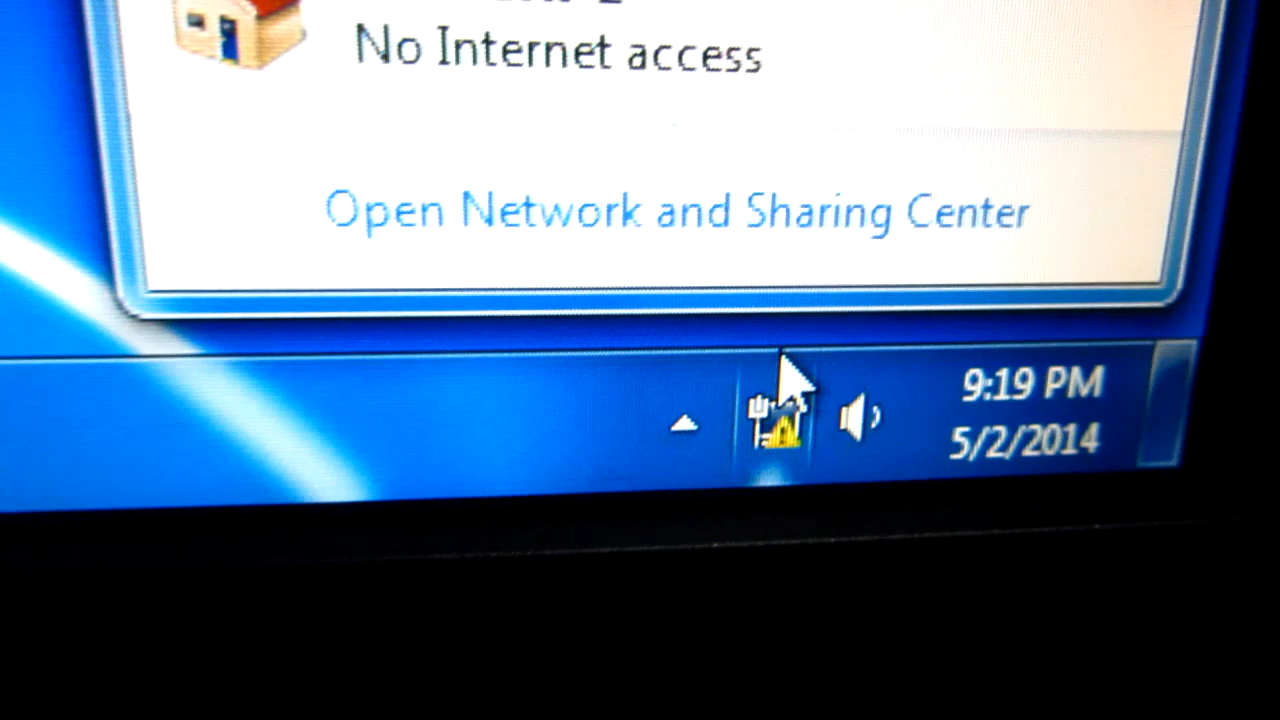 No Internet access
Open Network and Sharing Center
9:19 PM
5/2/2014